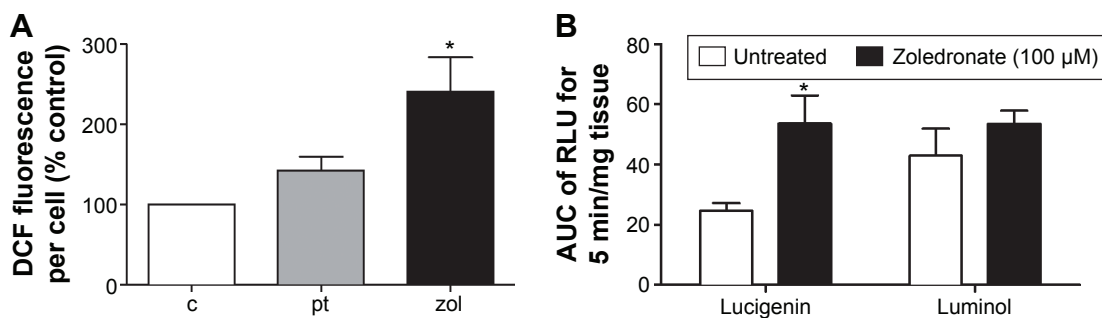 A
DCF fluorescence
per cell (% control)
300
200
100
0
*
c
pt
zol
B
AUC of RLU for
5 min/mg tissue
80
60
40
20
0
Untreated
Zoledronate (100 µM)
*
Lucigenin
Luminol